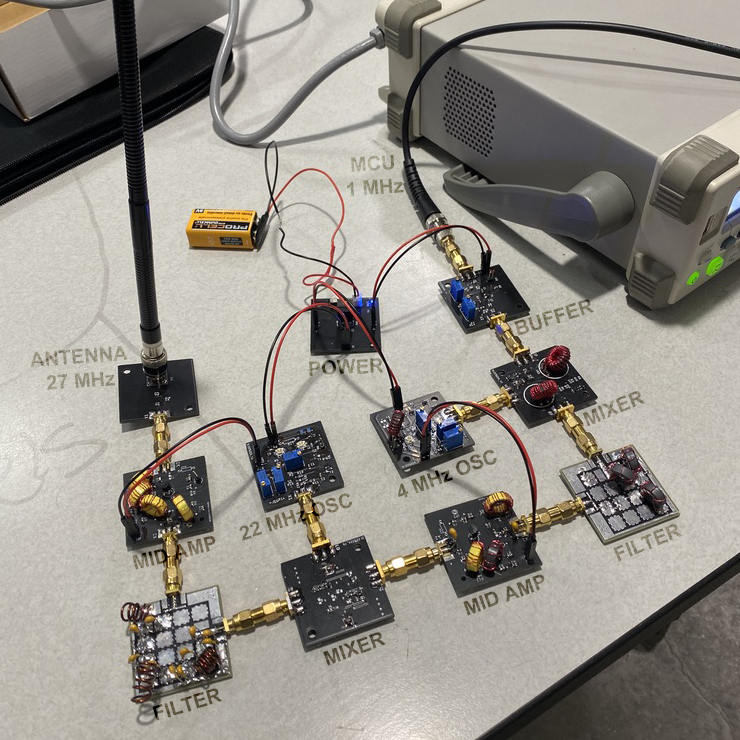 MCU
1 MHz
PROCELL
BUFFER
ANTENNA
27 MHz
POWER
MIXER
4 MHz OSC
22 MHz OSC
MID AMP
FILTER
MID AMP
MIXER
FILTER